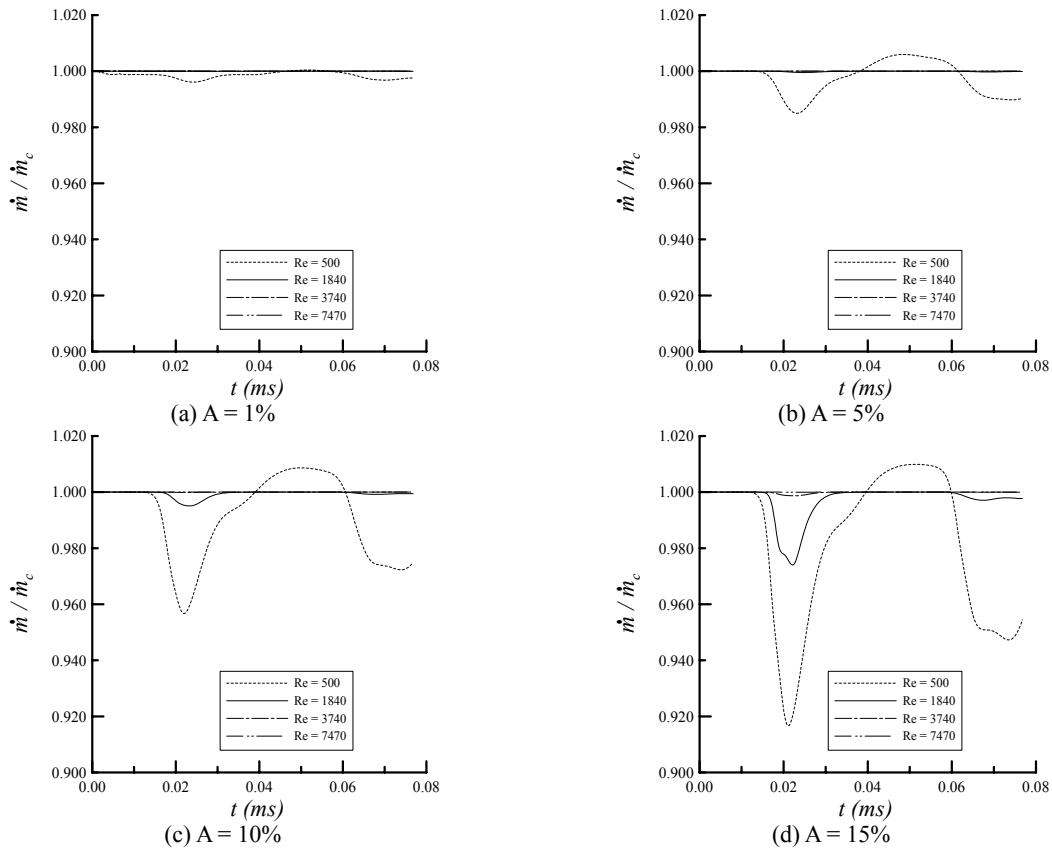 1.020
1.000
0.980
0.960
0.940
0.920
0.900
ṁ / ṁc
Re = 500
Re = 1840
Re = 3740
Re = 7470
0.00 0.02 0.04 0.06 0.08
t (ms)
(a) A = 1%
1.020
1.000
0.980
0.960
0.940
0.920
0.900
ṁ / ṁc
Re = 500
Re = 1840
Re = 3740
Re = 7470
0.00 0.02 0.04 0.06 0.08
t (ms)
(b) A = 5%
1.020
1.000
0.980
0.960
0.940
0.920
0.900
ṁ / ṁc
Re = 500
Re = 1840
Re = 3740
Re = 7470
0.00 0.02 0.04 0.06 0.08
t (ms)
(c) A = 10%
1.020
1.000
0.980
0.960
0.940
0.920
0.900
ṁ / ṁc
Re = 500
Re = 1840
Re = 3740
Re = 7470
0.00 0.02 0.04 0.06 0.08
t (ms)
(d) A = 15%